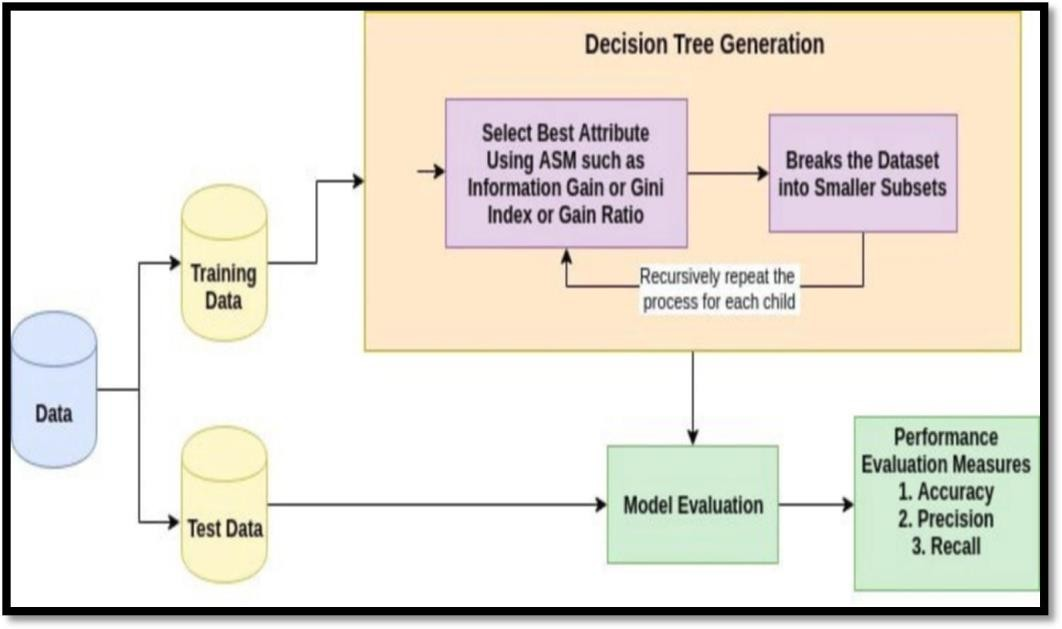 Decision Tree Generation
Select Best Attribute
Using ASM such as
Information Gain or Gini
Index or Gain Ratio
Breaks the Dataset
into Smaller Subsets
Recursively repeat the
process for each child
Training
Data
Data
Test Data
Model Evaluation
Performance
Evaluation Measures
1. Accuracy
2. Precision
3. Recall